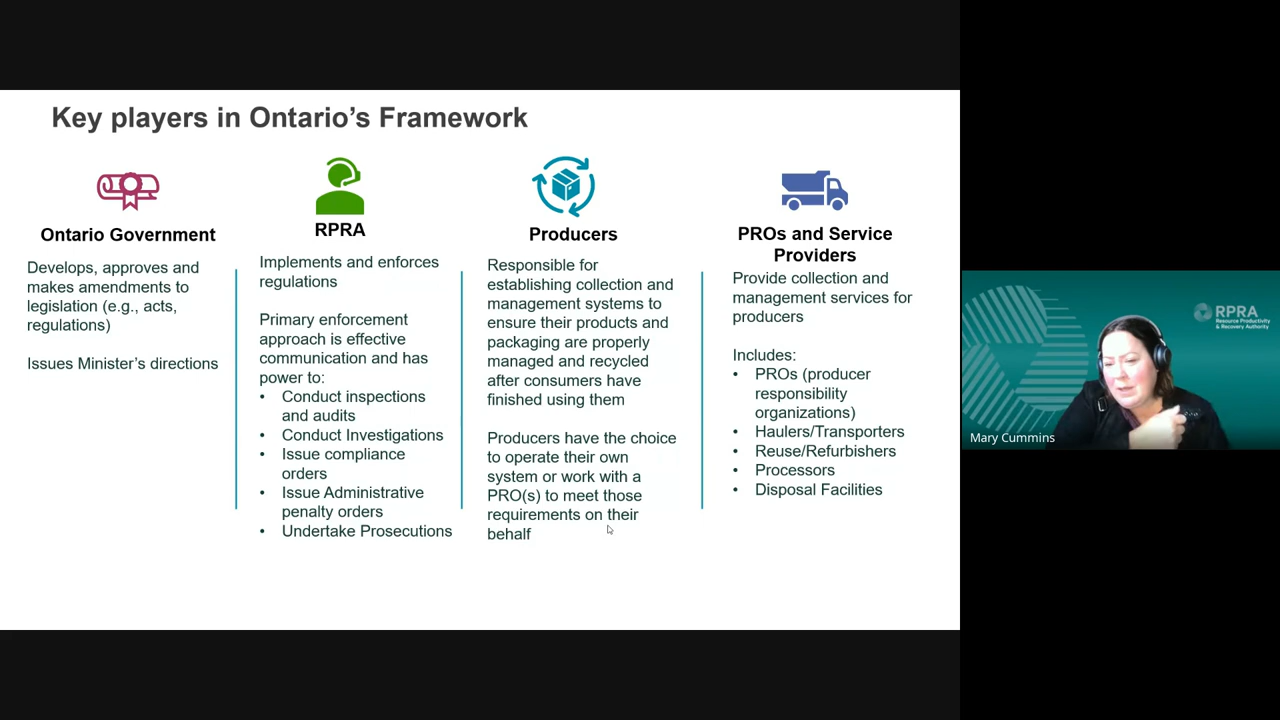 Key players in Ontario's Framework
Ontario Government
Develops, approves and
makes amendments to
legislation (e.g., acts,
regulations)
Issues Minister's directions
RPRA
Implements and enforces
regulations
Primary enforcement
approach is effective
communication and has
power to:
• Conduct inspections
and audits
• Conduct Investigations
• Issue compliance
orders
• Issue Administrative
penalty orders
• Undertake Prosecutions
Producers
Responsible for
establishing collection and
management systems to
ensure their products and
packaging are properly
managed and recycled
after consumers have
finished using them
Producers have the choice
to operate their own
system or work with a
PRO(s) to meet those
requirements on their
behalf
PROs and Service
Providers
Provide collection and
management services for
producers
Includes:
• PROs (producer
responsibility
organizations)
• Haulers/Transporters
• Reuse/Refurbishers
• Processors
• Disposal Facilities
RPRA
Resource Productivity
& Recovery Authority
Mary Cummins